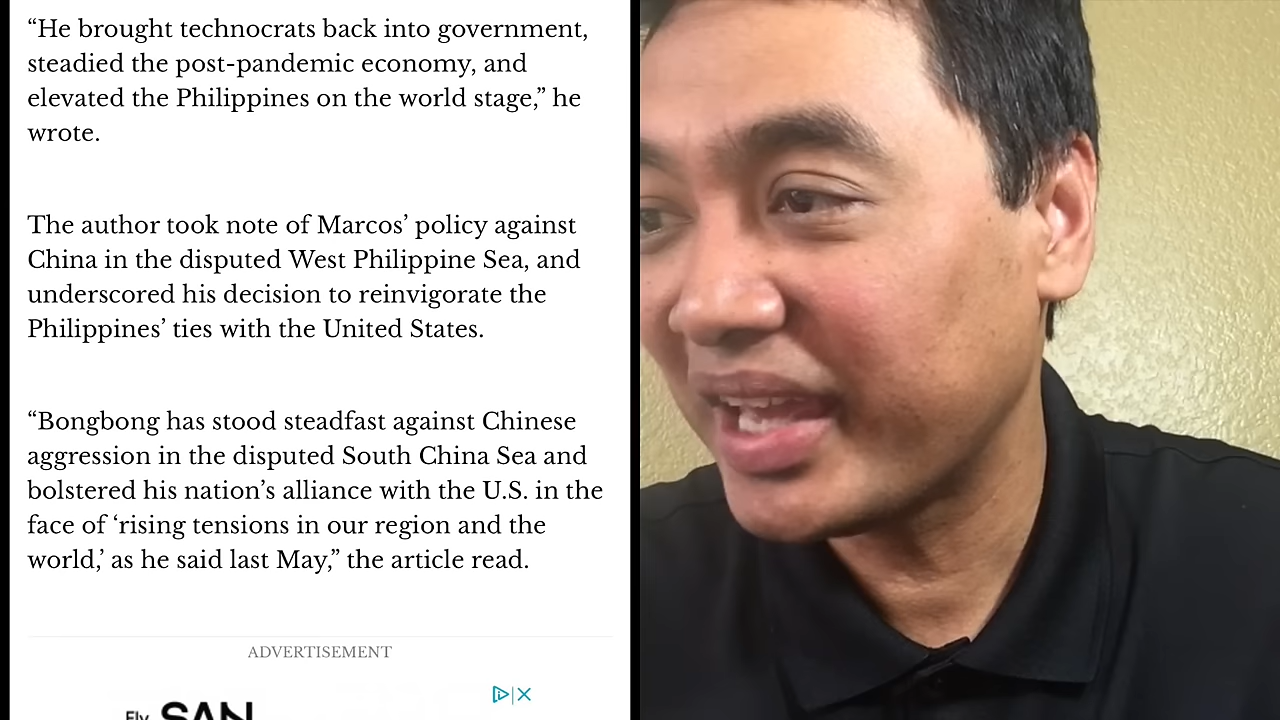 “He brought technocrats back into government,
steadied the post-pandemic economy, and
elevated the Philippines on the world stage,” he
wrote.
The author took note of Marcos’ policy against
China in the disputed West Philippine Sea, and
underscored his decision to reinvigorate the
Philippines’ ties with the United States.
“Bongbong has stood steadfast against Chinese
aggression in the disputed South China Sea and
bolstered his nation’s alliance with the U.S. in the
face of ‘rising tensions in our region and the
world,’ as he said last May,” the article read.
ADVERTISEMENT
Fly SAN